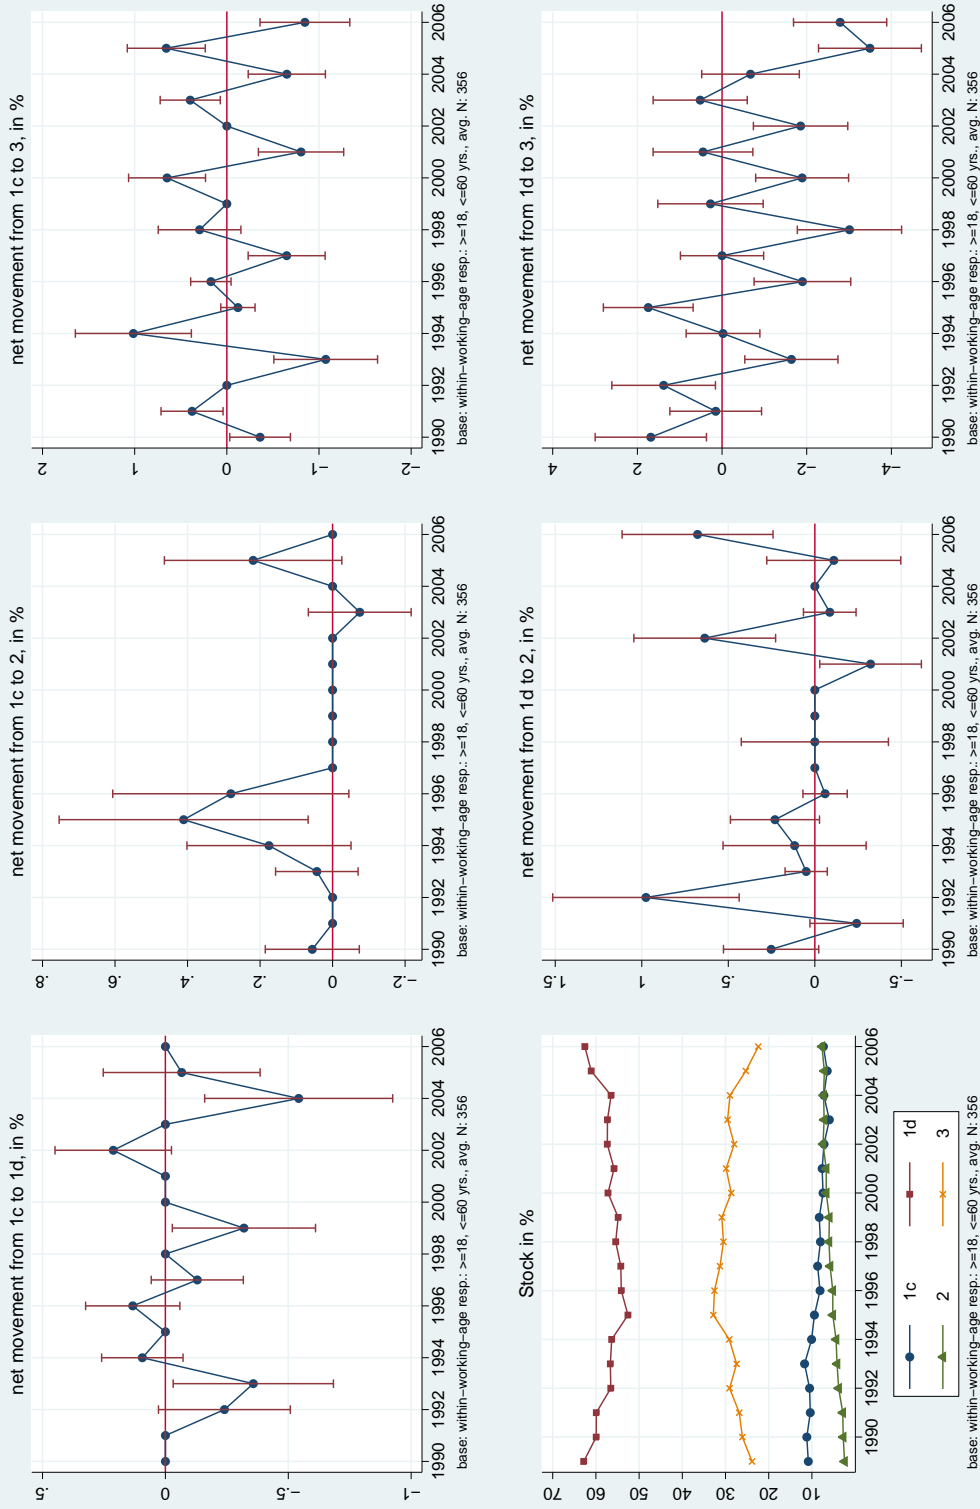 net movement from 1c to 1d, in %
.5
0
−.5
−1
1990 1992 1994 1996 1998 2000 2002 2004 2006
base: within−working−age resp.: >=18, <=60 yrs., avg. N: 356
net movement from 1c to 2, in %
.8
.6
.4
.2
0
−.2
1990 1992 1994 1996 1998 2000 2002 2004 2006
base: within−working−age resp.: >=18, <=60 yrs., avg. N: 356
net movement from 1c to 3, in %
2
1
0
−1
−2
1990 1992 1994 1996 1998 2000 2002 2004 2006
base: within−working−age resp.: >=18, <=60 yrs., avg. N: 356
Stock in %
70
60
50
40
30
20
10
1990 1992 1994 1996 1998 2000 2002 2004 2006
1c 1d
2 3
base: within−working−age resp.: >=18, <=60 yrs., avg. N: 356
net movement from 1d to 2, in %
1.5
1
.5
0
−.5
1990 1992 1994 1996 1998 2000 2002 2004 2006
base: within−working−age resp.: >=18, <=60 yrs., avg. N: 356
net movement from 1d to 3, in %
4
2
0
−2
−4
1990 1992 1994 1996 1998 2000 2002 2004 2006
base: within−working−age resp.: >=18, <=60 yrs., avg. N: 356